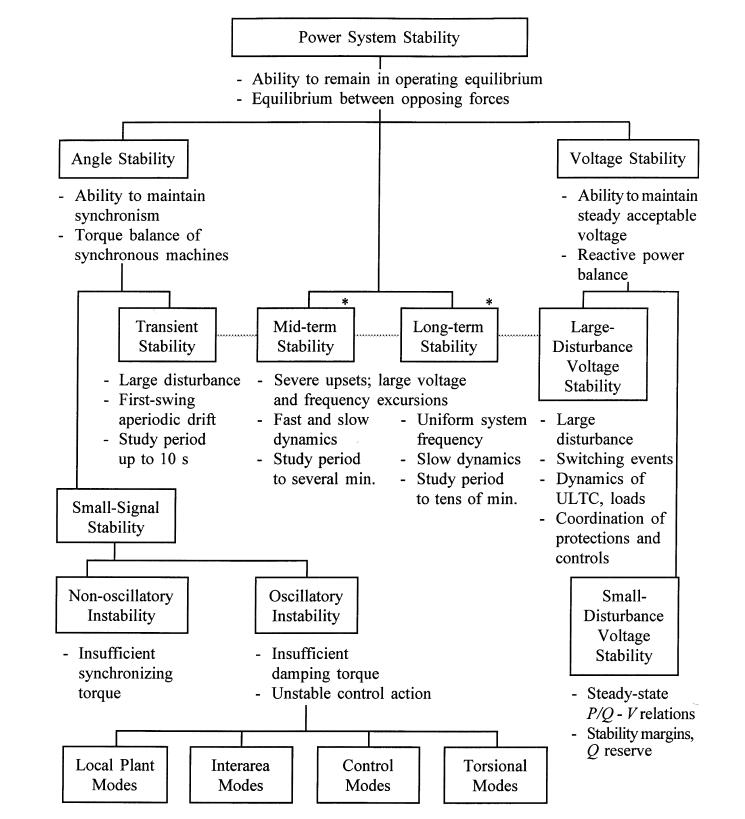 Power System Stability
- Ability to remain in operating equilibrium
- Equilibrium between opposing forces
Angle Stability
- Ability to maintain
synchronism
- Torque balance of
synchronous machines
Voltage Stability
- Ability to maintain
steady acceptable
voltage
- Reactive power
balance
Transient
Stability
- Large disturbance
- First-swing
aperiodic drift
- Study period
up to 10 s
*
Mid-term
Stability
*
Long-term
Stability
- Severe upsets; large voltage
and frequency excursions
- Fast and slow
dynamics
- Study period
to several min.
- Uniform system
frequency
- Slow dynamics
- Study period
to tens of min.
Large-
Disturbance
Voltage
Stability
- Large
disturbance
- Switching events
- Dynamics of
ULTC, loads
- Coordination of
protections and
controls
Small-Signal
Stability
Non-oscillatory
Instability
- Insufficient
synchronizing
torque
Oscillatory
Instability
- Insufficient
damping torque
- Unstable control action
Small-
Disturbance
Voltage
Stability
- Steady-state
P/Q - V relations
- Stability margins,
Q reserve
Local Plant
Modes
Interarea
Modes
Control
Modes
Torsional
Modes